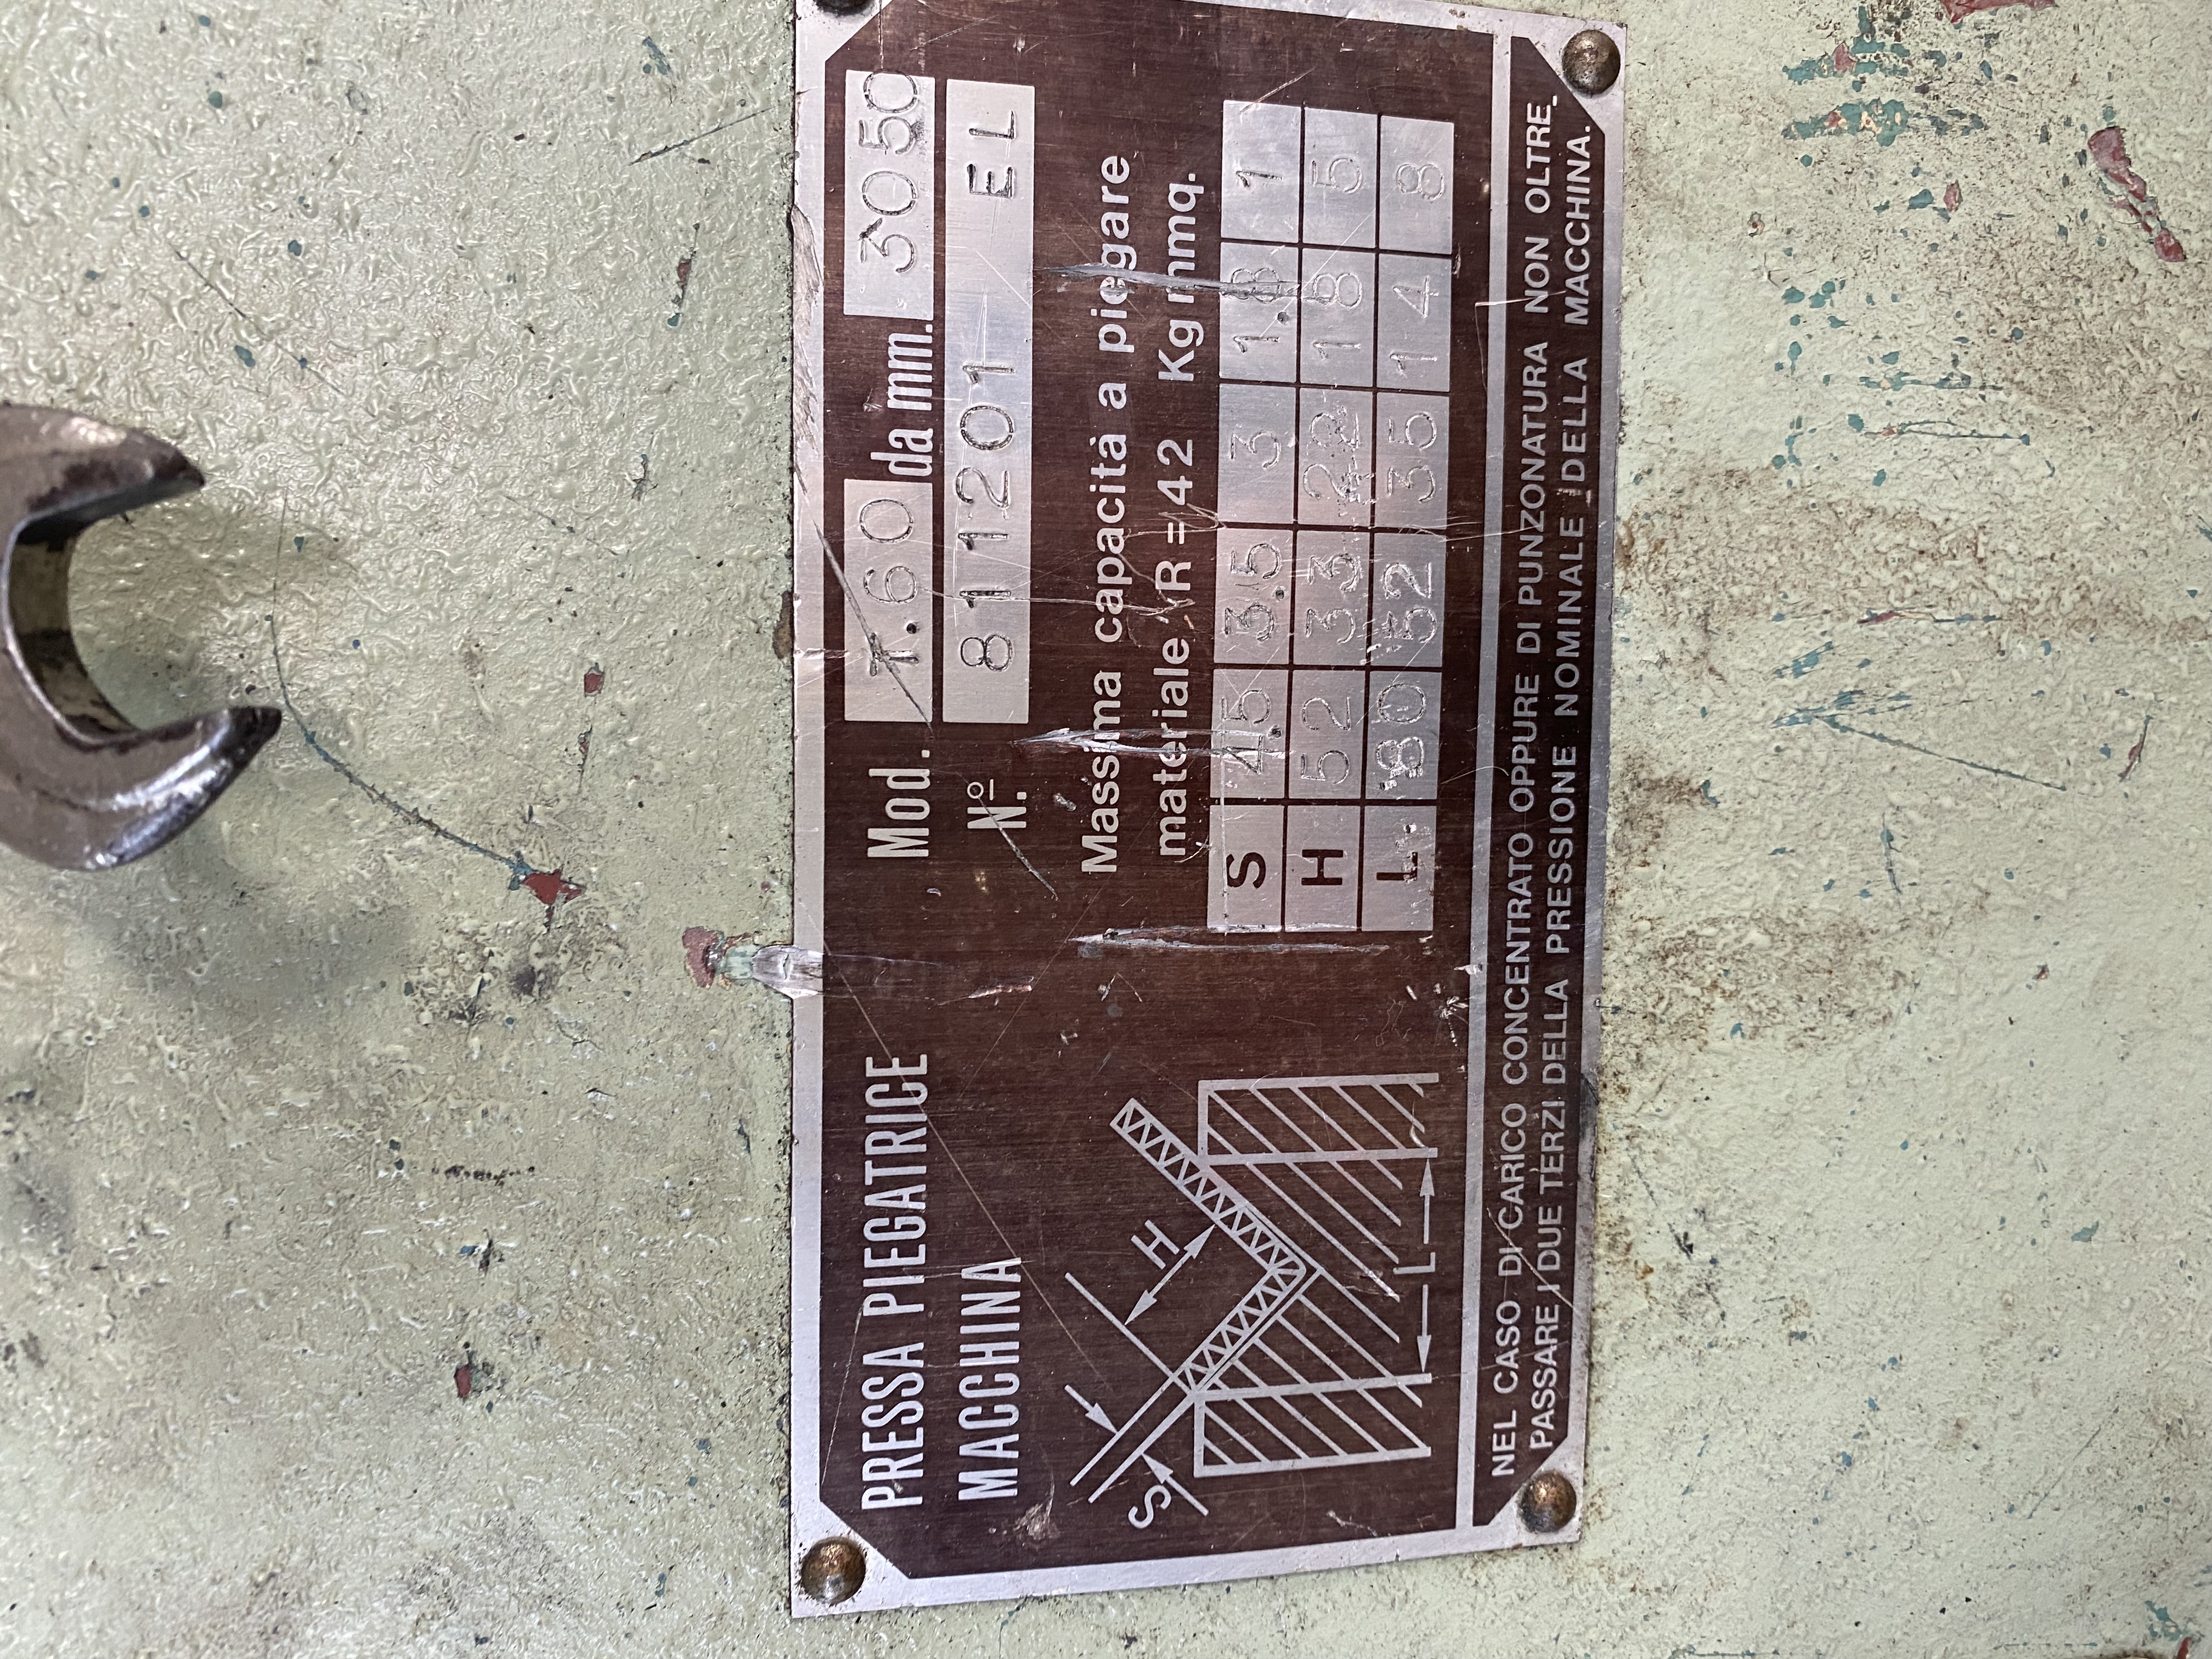 PRESSA PIEGATRICE Mod. T.60 da mm. 3050
MACCHINA N.º 811201 EL
Massima capacità a piegare
materiale R = 42 Kg mmq.
S 4.5 3.5 3 1.8 1
H 52 33 22 18 5
L 80 52 35 14 8
S
H
L
NEL CASO DI CARICO CONCENTRATO OPPURE DI PUNZONATURA NON OLTRE.
PASSARE I DUE TERZI DELLA PRESSIONE NOMINALE DELLA MACCHINA.